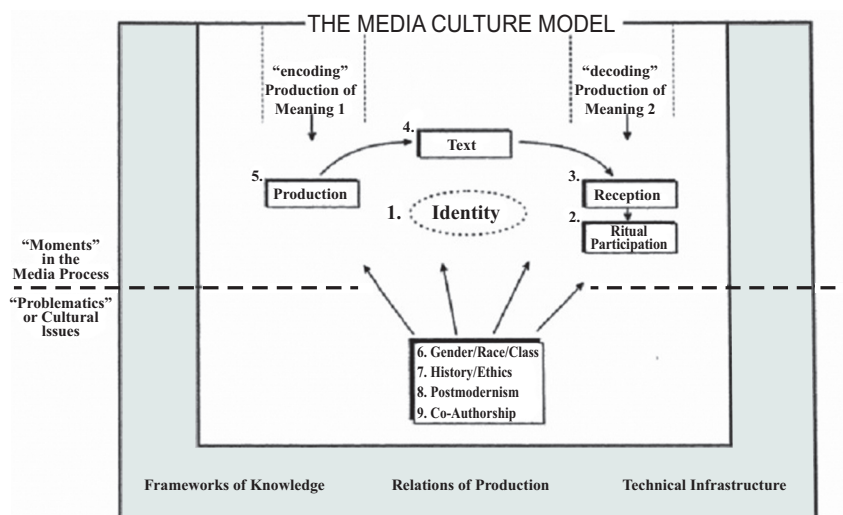 THE MEDIA CULTURE MODEL
“encoding”
Production of
Meaning 1
“decoding”
Production of
Meaning 2
4.
Text
5.
Production
3.
Reception
1. Identity
2.
Ritual
Participation
“Moments”
in the
Media Process
“Problematics”
or Cultural
Issues
6. Gender/Race/Class
7. History/Ethics
8. Postmodernism
9. Co-Authorship
Frameworks of Knowledge
Relations of Production
Technical Infrastructure